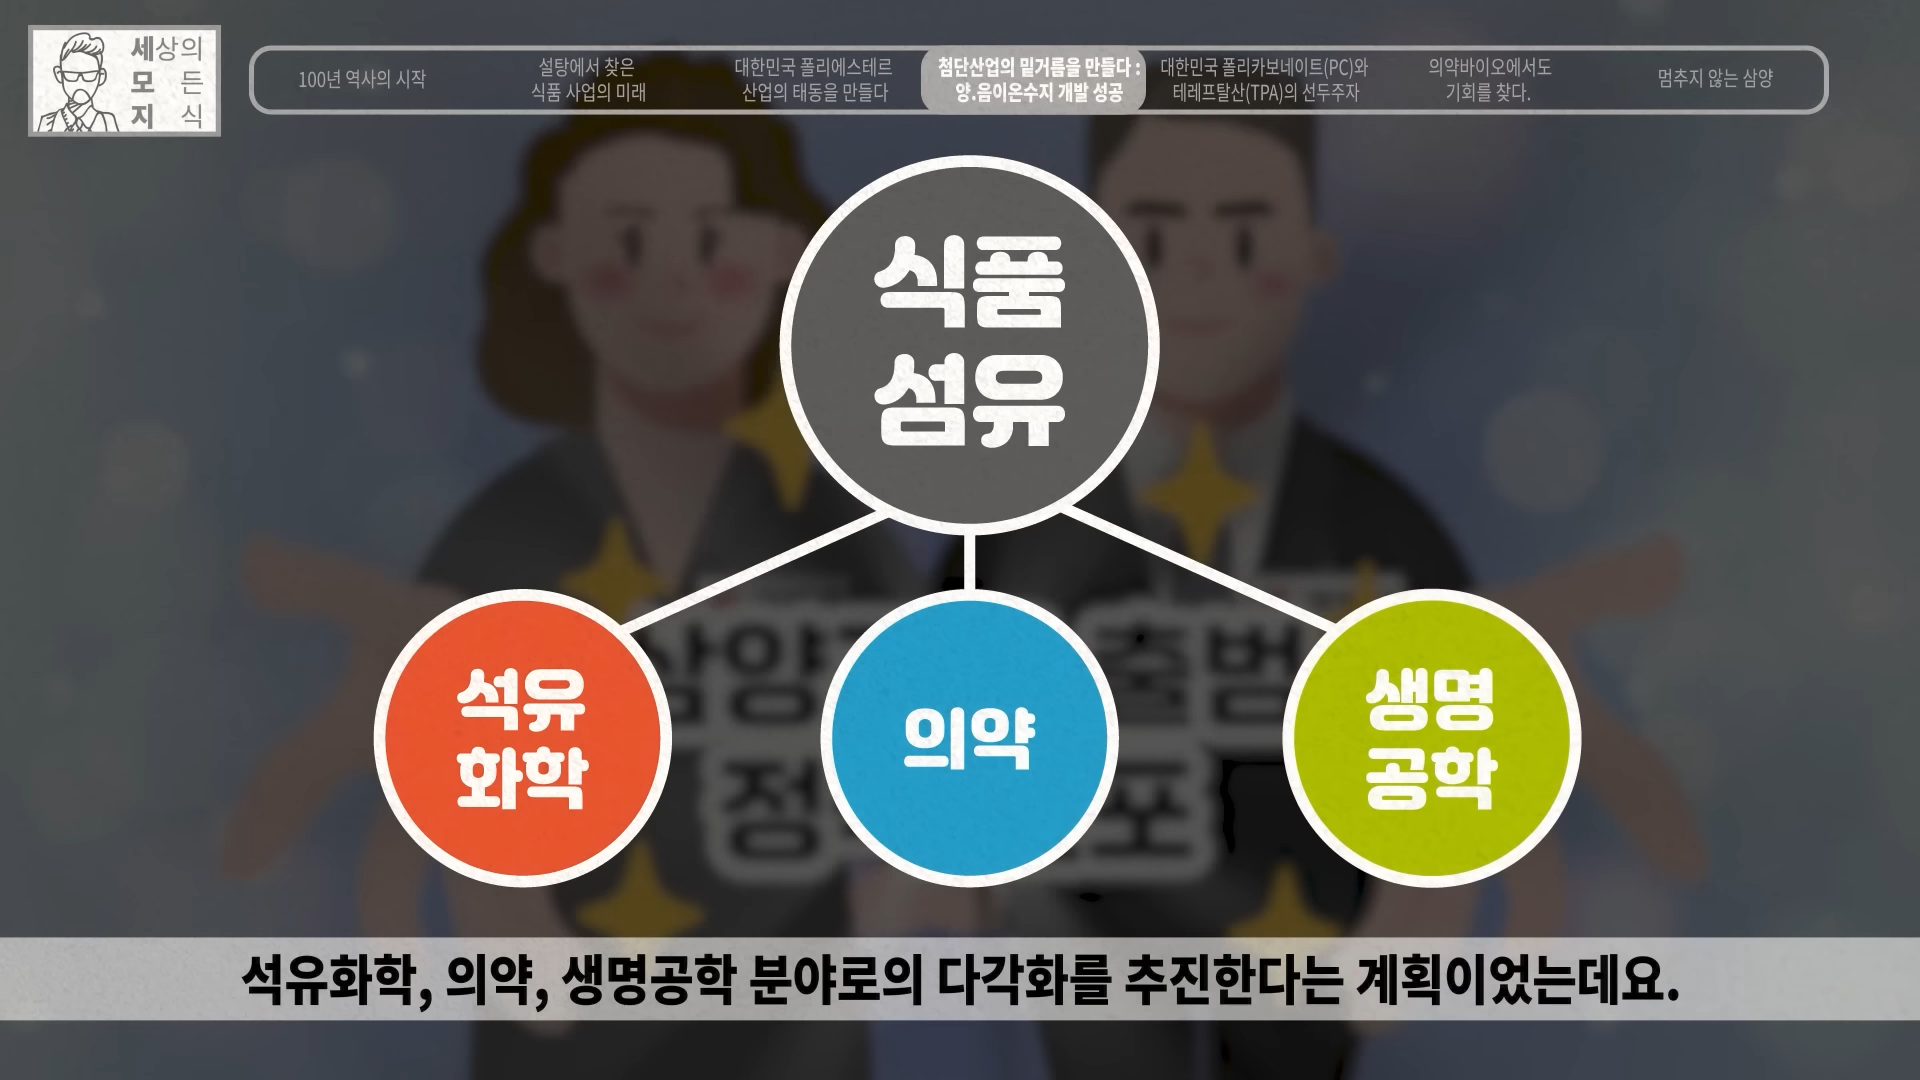 세상의
모든
지식
100년 역사의 시작
설탕에서 찾은
식품 사업의 미래
대한민국 폴리에스테르
산업의 태동을 만들다
첨단산업의 밑거름을 만들다 :
양.음이온수지 개발 성공
대한민국 폴리카보네이트(PC)와
테레프탈산(TPA)의 선두주자
의약바이오에서도
기회를 찾다.
멈추지 않는 삼양
식품
섬유
석유
화학
의약
생명
공학
석유화학, 의약, 생명공학 분야로의 다각화를 추진한다는 계획이었는데요.